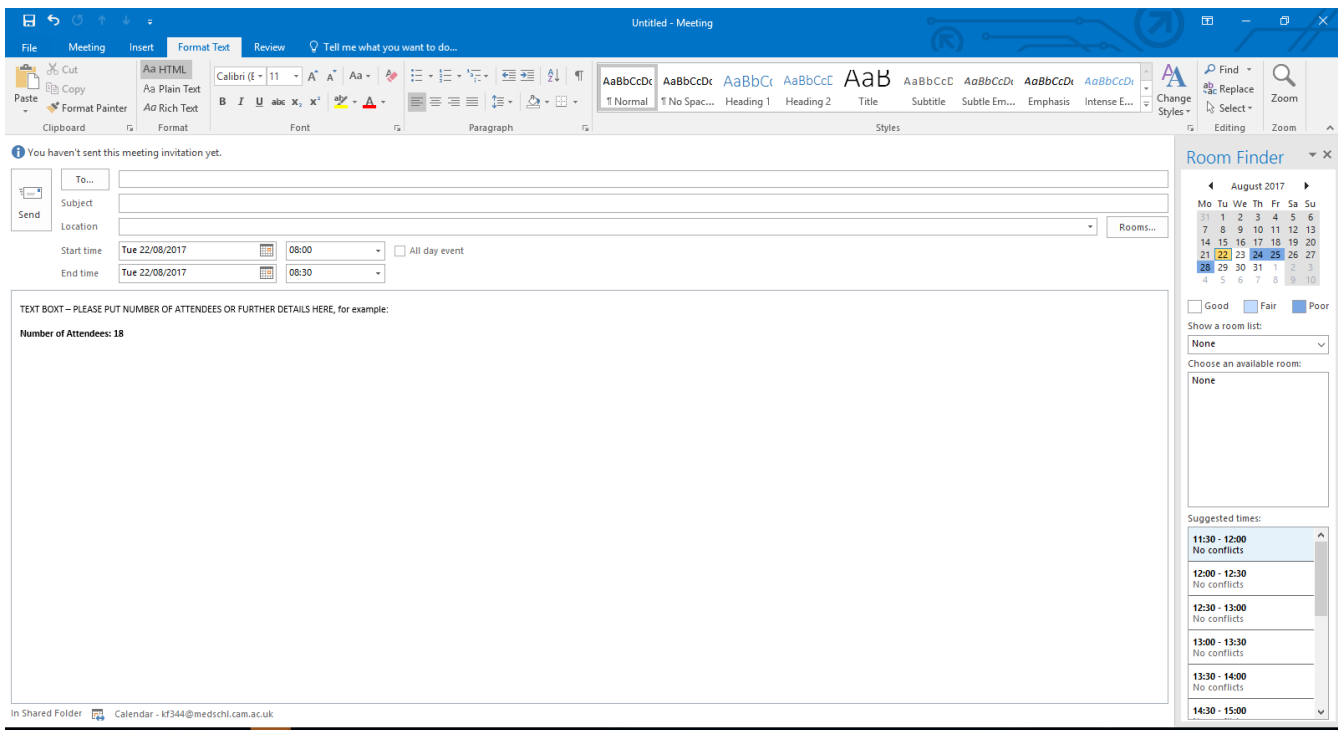 Untitled - Meeting
File Meeting Insert Format Text Review Tell me what you want to do...
Paste
Cut
Copy
Format Painter
Clipboard
Aa HTML
Aa Plain Text
Aa Rich Text
Format
Calibri (E 11 A A Aa
B I U abc x₂ x² aby A
Font
Paragraph
AaBbCcDc AaBbCcDc AaBbC AaBbCcE AaB AaBbCcD AaBbCcDt AaBbCcDt AaBbCcDt
¶ Normal ¶ No Spac... Heading 1 Heading 2 Title Subtitle Subtle Em... Emphasis Intense E...
Styles
Change Styles
Find
Replace
Select
Editing
Zoom
Zoom
You haven't sent this meeting invitation yet.
Send
To...
Subject
Location
Rooms...
Start time Tue 22/08/2017 08:00 All day event
End time Tue 22/08/2017 08:30
TEXT BOXT – PLEASE PUT NUMBER OF ATTENDEES OR FURTHER DETAILS HERE, for example:
Number of Attendees: 18
In Shared Folder Calendar - kf344@medschl.cam.ac.uk
Room Finder
August 2017
Mo Tu We Th Fr Sa Su
31 1 2 3 4 5 6
7 8 9 10 11 12 13
14 15 16 17 18 19 20
21 22 23 24 25 26 27
28 29 30 31 1 2 3
4 5 6 7 8 9 10
Good Fair Poor
Show a room list:
None
Choose an available room:
None
Suggested times:
11:30 - 12:00
No conflicts
12:00 - 12:30
No conflicts
12:30 - 13:00
No conflicts
13:00 - 13:30
No conflicts
13:30 - 14:00
No conflicts
14:30 - 15:00